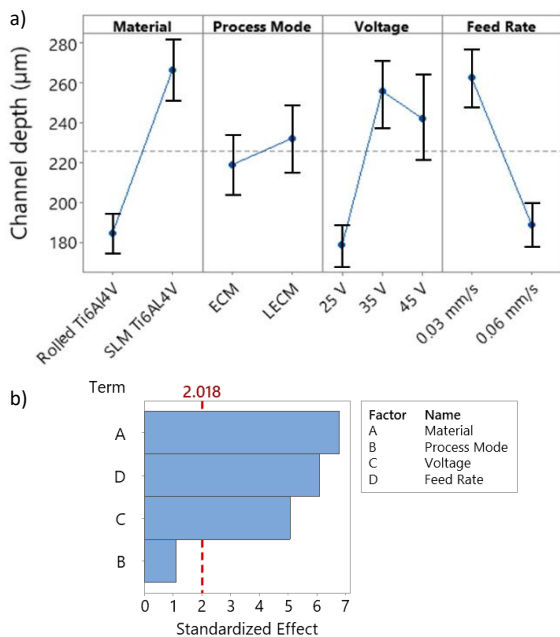 a)
Material Process Mode Voltage Feed Rate
Channel depth (μm)
280
260
240
220
200
180
Rolled Ti6Al4V SLM Ti6AL4V ECM LECM 25 V 35 V 45 V 0.03 mm/s 0.06 mm/s
b)
Term
2.018
A
D
C
B
0 1 2 3 4 5 6 7
Standardized Effect
Factor Name
A Material
B Process Mode
C Voltage
D Feed Rate